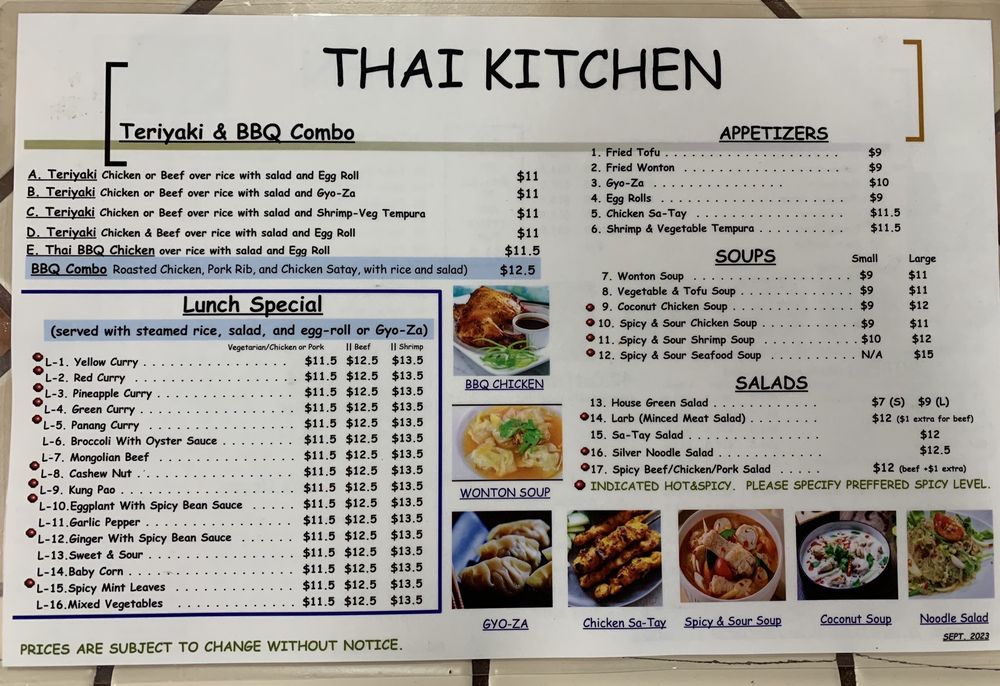 THAI KITCHEN
Teriyaki & BBQ Combo
A. Teriyaki Chicken or Beef over rice with salad and Egg Roll $11
B. Teriyaki Chicken or Beef over rice with salad and Gyo-Za $11
C. Teriyaki Chicken or Beef over rice with salad and Shrimp-Veg Tempura $11
D. Teriyaki Chicken & Beef over rice with salad and Egg Roll $11
E. Thai BBQ Chicken over rice with salad and Egg Roll $11.5
BBQ Combo Roasted Chicken, Pork Rib, and Chicken Satay, with rice and salad) $12.5
Lunch Special
(served with steamed rice, salad, and egg-roll or Gyo-Za)
Vegetarian/Chicken or Pork || Beef || Shrimp
L-1. Yellow Curry $11.5 $12.5 $13.5
L-2. Red Curry $11.5 $12.5 $13.5
L-3. Pineapple Curry $11.5 $12.5 $13.5
L-4. Green Curry $11.5 $12.5 $13.5
L-5. Panang Curry $11.5 $12.5 $13.5
L-6. Broccoli With Oyster Sauce $11.5 $12.5 $13.5
L-7. Mongolian Beef $11.5 $12.5 $13.5
L-8. Cashew Nut $11.5 $12.5 $13.5
L-9. Kung Pao $11.5 $12.5 $13.5
L-10.Eggplant With Spicy Bean Sauce $11.5 $12.5 $13.5
L-11.Garlic Pepper $11.5 $12.5 $13.5
L-12.Ginger With Spicy Bean Sauce $11.5 $12.5 $13.5
L-13.Sweet & Sour $11.5 $12.5 $13.5
L-14.Baby Corn $11.5 $12.5 $13.5
L-15.Spicy Mint Leaves $11.5 $12.5 $13.5
L-16.Mixed Vegetables $11.5 $12.5 $13.5
PRICES ARE SUBJECT TO CHANGE WITHOUT NOTICE.
BBQ CHICKEN
WONTON SOUP
APPETIZERS
1. Fried Tofu $9
2. Fried Wonton $9
3. Gyo-Za $10
4. Egg Rolls $9
5. Chicken Sa-Tay $11.5
6. Shrimp & Vegetable Tempura $11.5
SOUPS Small Large
7. Wonton Soup $9 $11
8. Vegetable & Tofu Soup $9 $11
9. Coconut Chicken Soup $9 $12
10. Spicy & Sour Chicken Soup $9 $11
11. Spicy & Sour Shrimp Soup $10 $12
12. Spicy & Sour Seafood Soup N/A $15
SALADS
13. House Green Salad $7 (S) $9 (L)
14. Larb (Minced Meat Salad) $12 ($1 extra for beef)
15. Sa-Tay Salad $12
16. Silver Noodle Salad $12.5
17. Spicy Beef/Chicken/Pork Salad $12 (beef +$1 extra)
INDICATED HOT&SPICY. PLEASE SPECIFY PREFFERED SPICY LEVEL.
GYO-ZA
Chicken Sa-Tay
Spicy & Sour Soup
Coconut Soup
Noodle Salad
SEPT. 2023